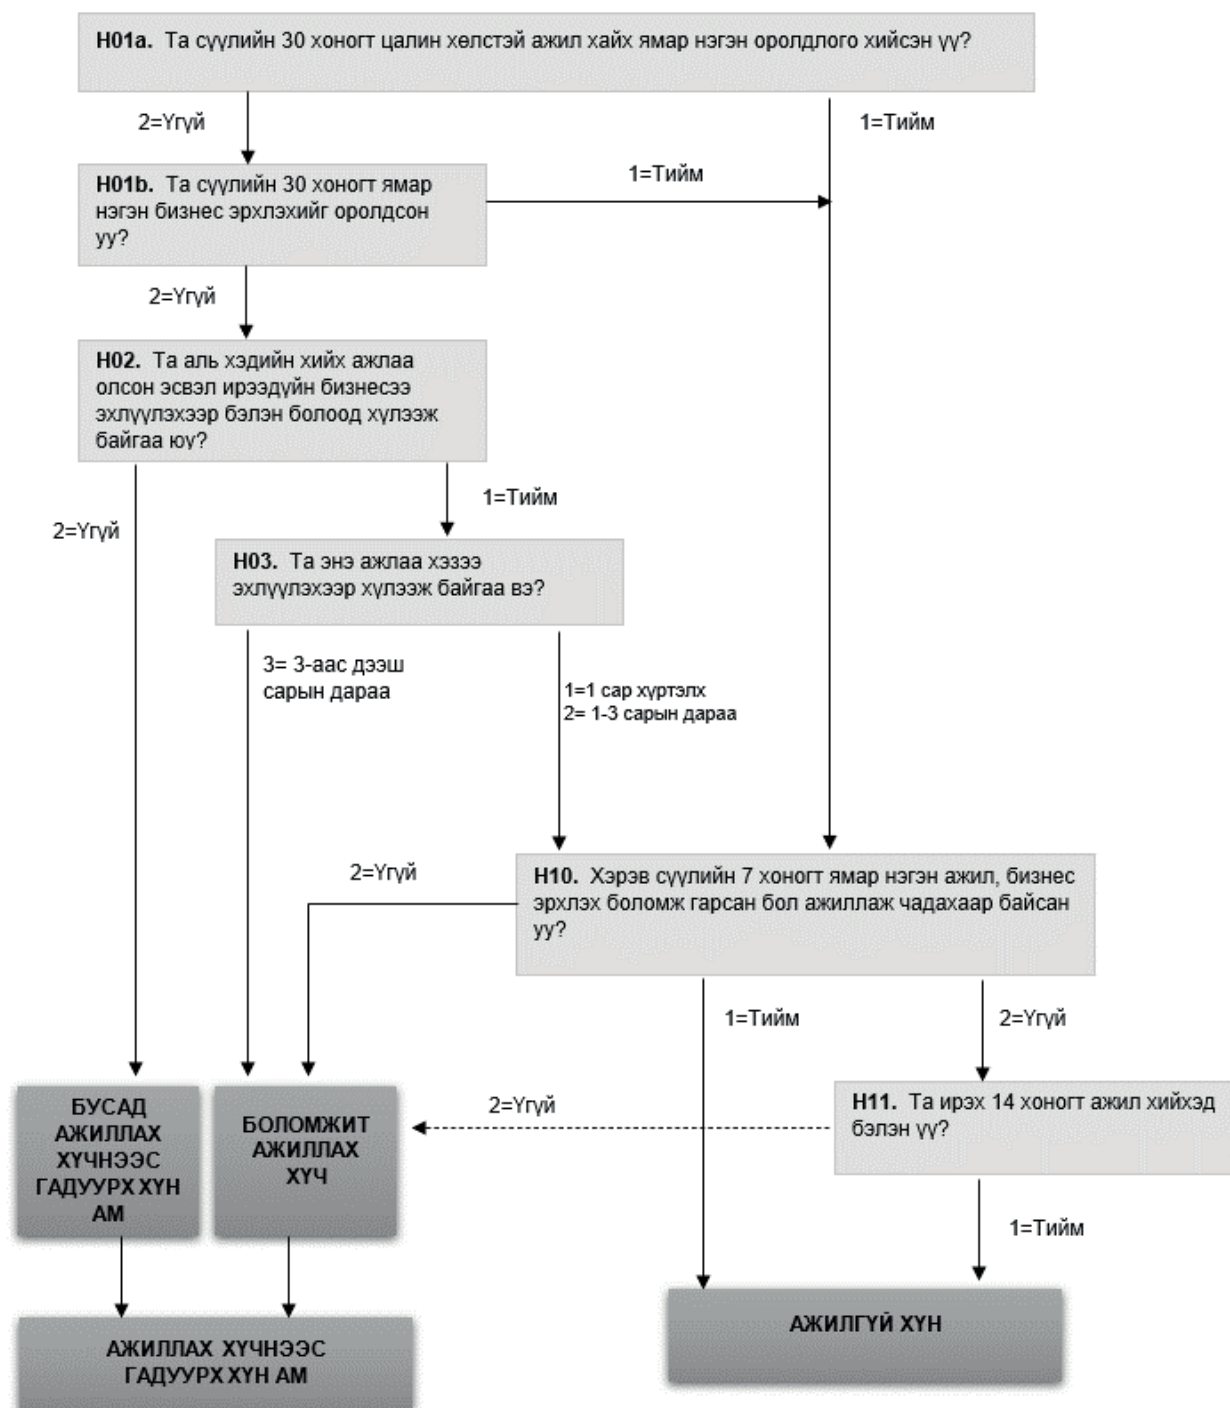 H01a. Та сүүлийн 30 хоногт цалин хөлстэй ажил хайх ямар нэгэн оролдлого хийсэн үү?
2=Үгүй
1=Тийм
H01b. Та сүүлийн 30 хоногт ямар
нэгэн бизнес эрхлэхийг оролдсон
уу?
1=Тийм
2=Үгүй
H02. Та аль хэдийн хийх ажлаа
олсон эсвэл ирээдүйн бизнесээ
эхлүүлэхээр бэлэн болоод хүлээж
байгаа юу?
1=Тийм
2=Үгүй
H03. Та энэ ажлаа хэзээ
эхлүүлэхээр хүлээж байгаа вэ?
3= 3-аас дээш
сарын дараа
1=1 сар хүртэлх
2= 1-3 сарын дараа
2=Үгүй
H10. Хэрэв сүүлийн 7 хоногт ямар нэгэн ажил, бизнес
эрхлэх боломж гарсан бол ажиллаж чадахаар байсан
уу?
1=Тийм
2=Үгүй
БУСАД
АЖИЛЛАХ
ХҮЧНЭЭС
ГАДУУРХ ХҮН
АМ
БОЛОМЖИТ
АЖИЛЛАХ
ХҮЧ
2=Үгүй
H11. Та ирэх 14 хоногт ажил хийхэд
бэлэн үү?
1=Тийм
АЖИЛГҮЙ ХҮН
АЖИЛЛАХ ХҮЧНЭЭС
ГАДУУРХ ХҮН АМ